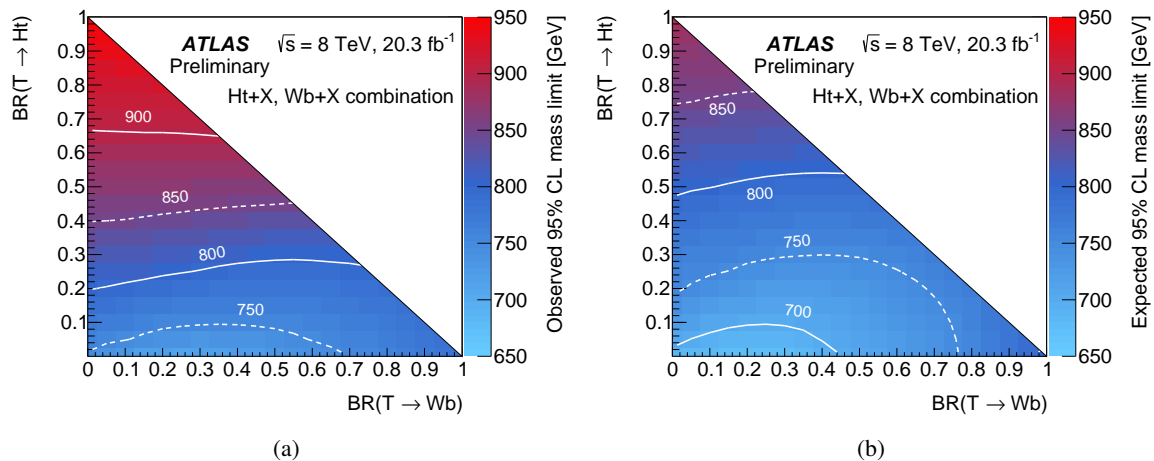 BR(T → Ht)
1
0.9
0.8
0.7
0.6
0.5
0.4
0.3
0.2
0.1
ATLAS √s = 8 TeV, 20.3 fb-1
Preliminary
Ht+X, Wb+X combination
900
850
800
750
0 0.1 0.2 0.3 0.4 0.5 0.6 0.7 0.8 0.9 1
BR(T → Wb)
950
900
850
800
750
700
650
Observed 95% CL mass limit [GeV]
(a)
BR(T → Ht)
1
0.9
0.8
0.7
0.6
0.5
0.4
0.3
0.2
0.1
ATLAS √s = 8 TeV, 20.3 fb-1
Preliminary
Ht+X, Wb+X combination
850
800
750
700
0 0.1 0.2 0.3 0.4 0.5 0.6 0.7 0.8 0.9 1
BR(T → Wb)
950
900
850
800
750
700
650
Expected 95% CL mass limit [GeV]
(b)